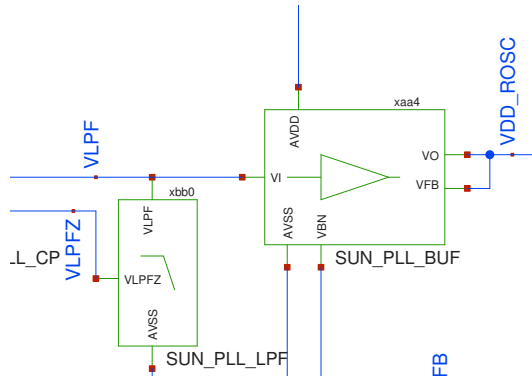 xaa4
AVDD
VDD_ROSC
VLPF
VI
VO
VFB
xbb0
VLPF
AVSS
VBN
VLPFZ
LL_CP
VLPFZ
SUN_PLL_BUF
AVSS
SUN_PLL_LPF
FB